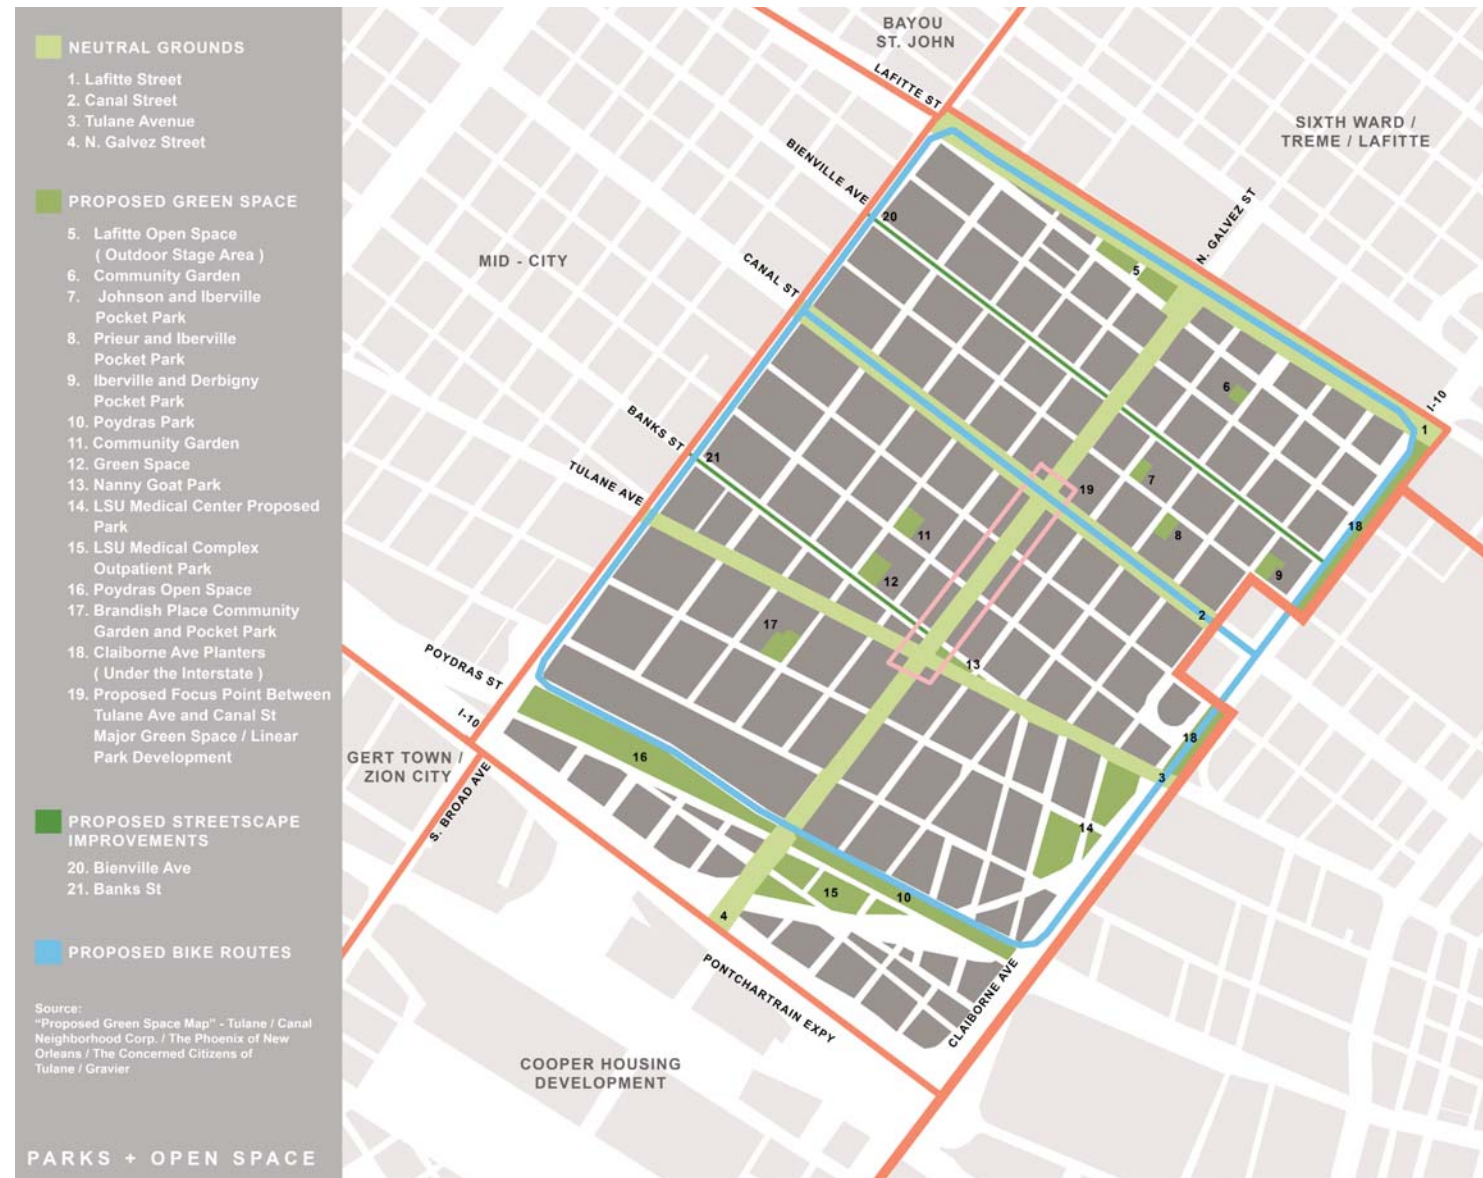 NEUTRAL GROUNDS
1. Lafitte Street
2. Canal Street
3. Tulane Avenue
4. N. Galvez Street
PROPOSED GREEN SPACE
5. Lafitte Open Space
( Outdoor Stage Area )
6. Community Garden
7. Johnson and Iberville
Pocket Park
8. Prieur and Iberville
Pocket Park
9. Iberville and Derbigny
Pocket Park
10. Poydras Park
11. Community Garden
12. Green Space
13. Nanny Goat Park
14. LSU Medical Center Proposed
Park
15. LSU Medical Complex
Outpatient Park
16. Poydras Open Space
17. Brandish Place Community
Garden and Pocket Park
18. Claiborne Ave Planters
( Under the Interstate )
19. Proposed Focus Point Between
Tulane Ave and Canal St
Major Green Space / Linear
Park Development
PROPOSED STREETSCAPE
IMPROVEMENTS
20. Bienville Ave
21. Banks St
PROPOSED BIKE ROUTES
Source:
"Proposed Green Space Map" - Tulane / Canal
Neighborhood Corp. / The Phoenix of New
Orleans / The Concerned Citizens of
Tulane / Gravier
PARKS + OPEN SPACE
BAYOU
ST. JOHN
LAFITTE ST
SIXTH WARD /
TREME / LAFITTE
BIENVILLE AVE
20
N. GALVEZ ST
MID - CITY
CANAL ST
5
6
I-10
1
BANKS ST
21
TULANE AVE
19
7
18
11
8
12
9
17
2
13
POYDRAS ST
I-10
18
GERT TOWN /
ZION CITY
16
3
S. BROAD AVE
14
15
10
4
PONTCHARTRAIN EXPY
CLAIBORNE AVE
COOPER HOUSING
DEVELOPMENT